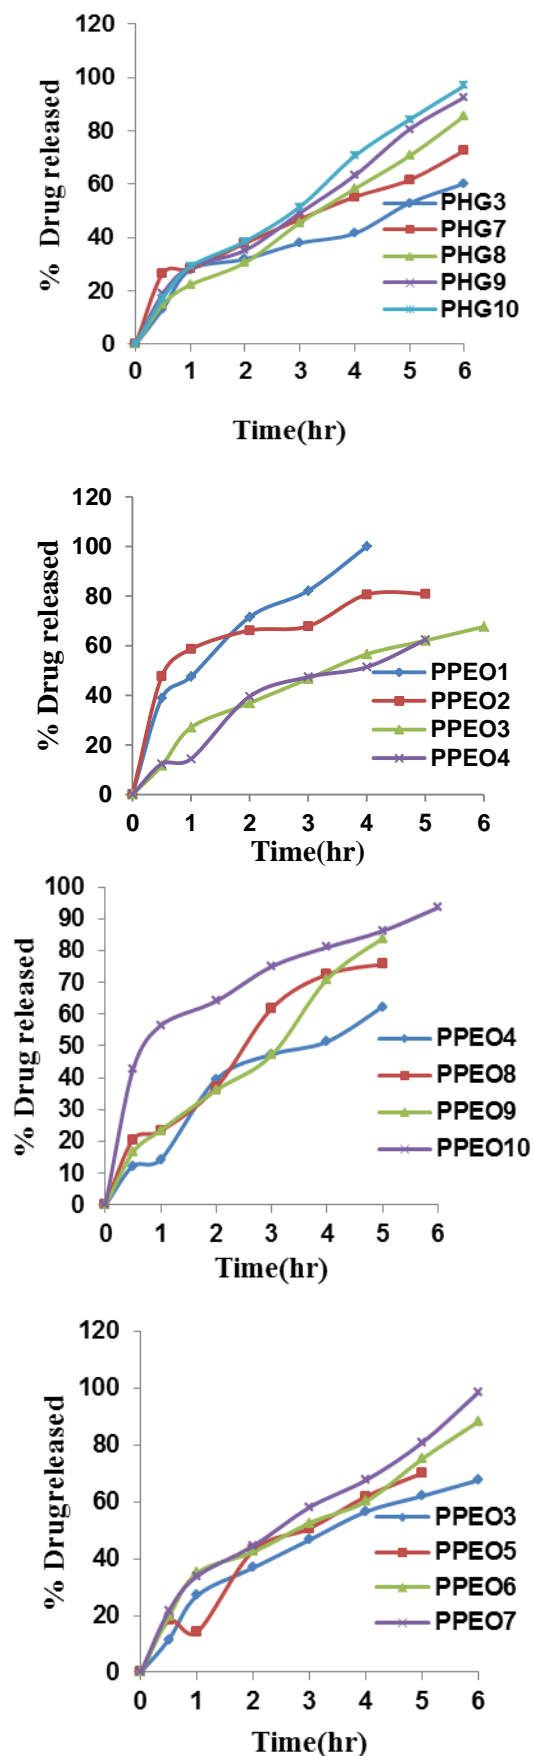 120
100
80
60
40
20
0
% Drug released
PHG3
PHG7
PHG8
PHG9
PHG10
0 1 2 3 4 5 6
Time(hr)
120
100
80
60
40
20
0
% Drug released
PPEO1
PPEO2
PPEO3
PPEO4
0 1 2 3 4 5 6
Time(hr)
100
90
80
70
60
50
40
30
20
10
0
% Drug released
PPEO4
PPEO8
PPEO9
PPEO10
0 1 2 3 4 5 6
Time(hr)
120
100
80
60
40
20
0
% Drugreleased
PPEO3
PPEO5
PPEO6
PPEO7
0 1 2 3 4 5 6
Time(hr)